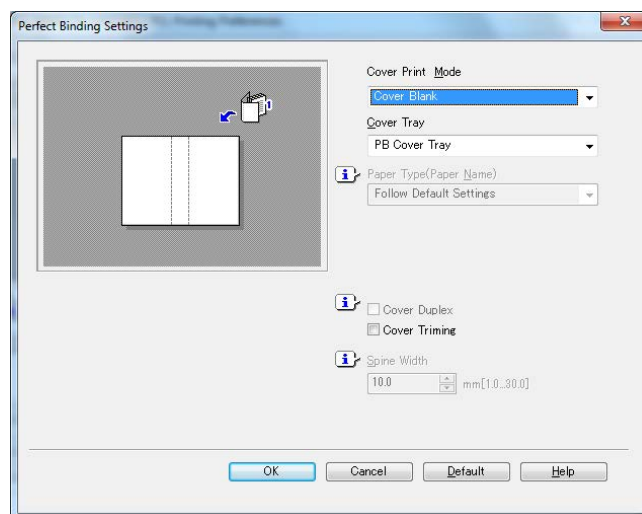 Perfect Binding Settings
Cover Print Mode
Cover Blank
Cover Tray
PB Cover Tray
Paper Type(Paper Name)
Follow Default Settings
Cover Duplex
Cover Triming
Spine Width
10.0 mm[1.0...30.0]
OK Cancel Default Help